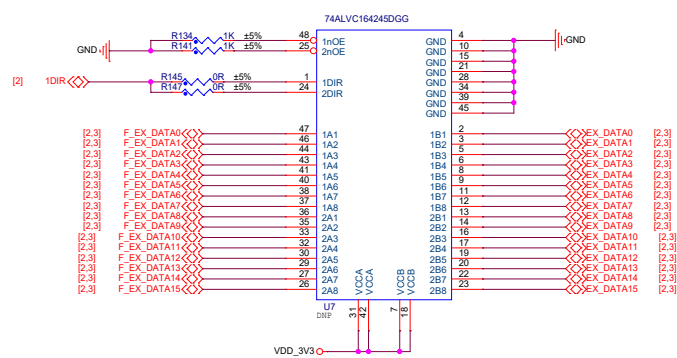 74ALVC164245DGG
R134 1K ±5% 48 1nOE GND 4
GND R141 1K ±5% 25 2nOE GND 10 GND
GND 15
GND 21
[2] 1DIR R145 0R ±5% 1 1DIR GND 28
R147 0R ±5% 24 2DIR GND 34
GND 39
GND 45
[2,3] F_EX_DATA0 47 1A1 1B1 2 EX_DATA0 [2,3]
[2,3] F_EX_DATA1 46 1A2 1B2 3 EX_DATA1 [2,3]
[2,3] F_EX_DATA2 44 1A3 1B3 5 EX_DATA2 [2,3]
[2,3] F_EX_DATA3 43 1A4 1B4 6 EX_DATA3 [2,3]
[2,3] F_EX_DATA4 41 1A5 1B5 8 EX_DATA4 [2,3]
[2,3] F_EX_DATA5 40 1A6 1B6 9 EX_DATA5 [2,3]
[2,3] F_EX_DATA6 38 1A7 1B7 11 EX_DATA6 [2,3]
[2,3] F_EX_DATA7 37 1A8 1B8 12 EX_DATA7 [2,3]
[2,3] F_EX_DATA8 36 2A1 2B1 13 EX_DATA8 [2,3]
[2,3] F_EX_DATA9 35 2A2 2B2 14 EX_DATA9 [2,3]
[2,3] F_EX_DATA10 33 2A3 2B3 16 EX_DATA10 [2,3]
[2,3] F_EX_DATA11 32 2A4 2B4 17 EX_DATA11 [2,3]
[2,3] F_EX_DATA12 30 2A5 2B5 19 EX_DATA12 [2,3]
[2,3] F_EX_DATA13 29 2A6 2B6 20 EX_DATA13 [2,3]
[2,3] F_EX_DATA14 27 2A7 2B7 22 EX_DATA14 [2,3]
[2,3] F_EX_DATA15 26 2A8 2B8 23 EX_DATA15 [2,3]
VCCA VCCA VCCB VCCB
U7
DNP 31 42 7 18
VDD_3V3